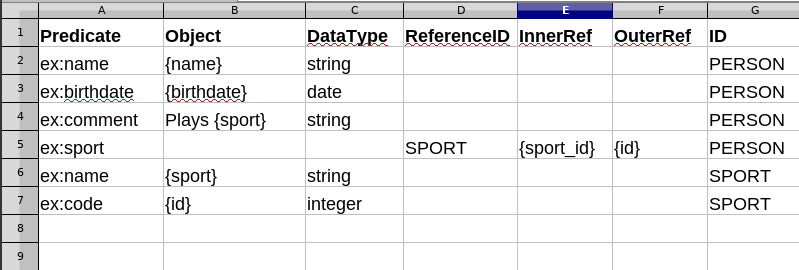 A B C D E F G
1 Predicate Object DataType ReferenceID InnerRef OuterRef ID
2 ex:name {name} string PERSON
3 ex:birthdate {birthdate} date PERSON
4 ex:comment Plays {sport} string PERSON
5 ex:sport SPORT {sport_id} {id} PERSON
6 ex:name {sport} string SPORT
7 ex:code {id} integer SPORT
8
9